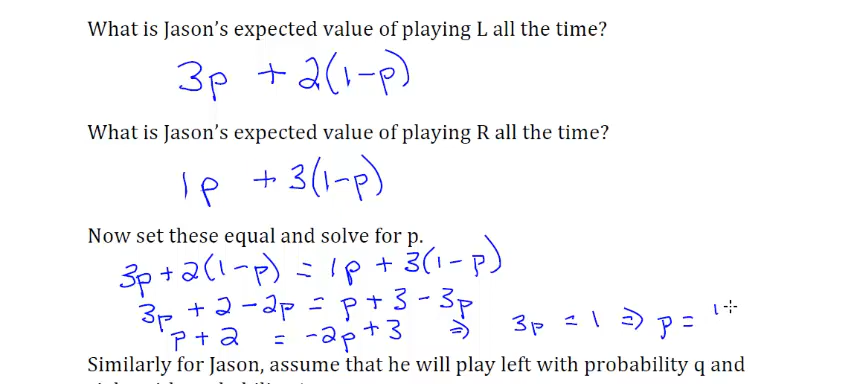 What is Jason's expected value of playing L all the time?
3p + 2(1-p)
What is Jason's expected value of playing R all the time?
1p + 3(1-p)
Now set these equal and solve for p.
3p + 2(1-p) = 1p + 3(1-p)
3p + 2 - 2p = p + 3 - 3p
p + 2 = -2p + 3 ⇒ 3p = 1 ⇒ p = 1
Similarly for Jason, assume that he will play left with probability q and